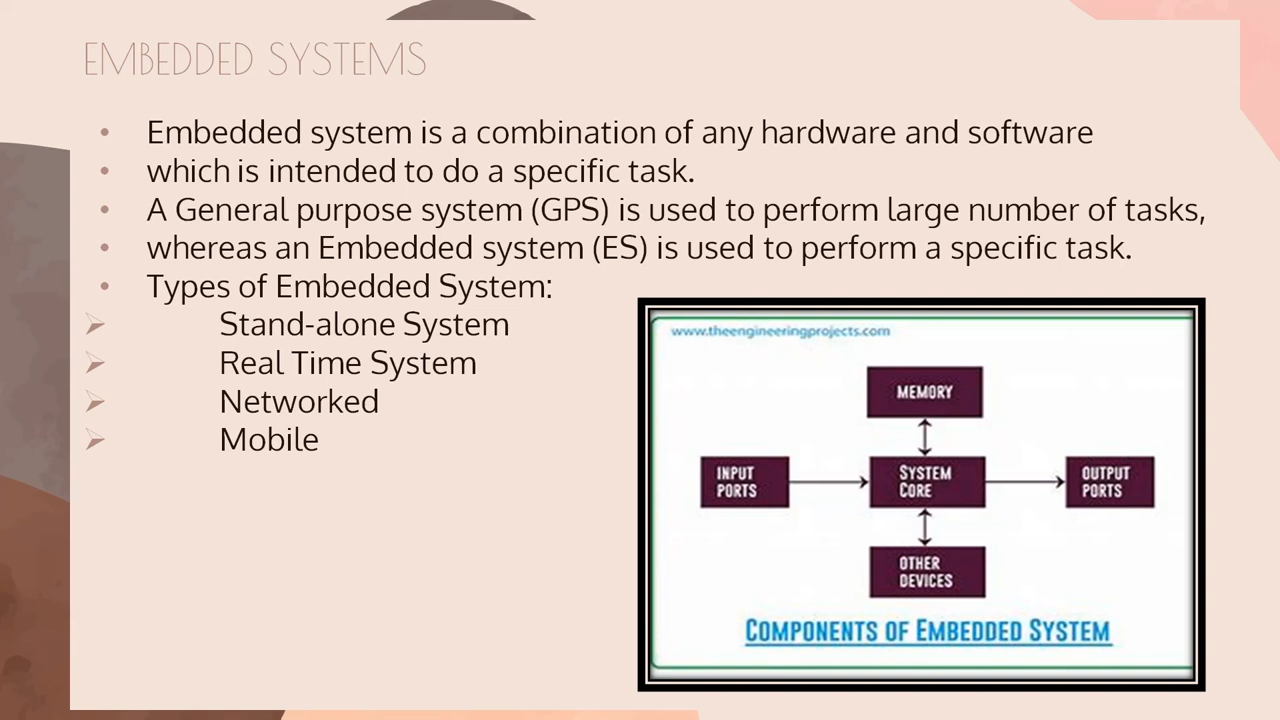 EMBEDDED SYSTEMS
• Embedded system is a combination of any hardware and software
• which is intended to do a specific task.
• A General purpose system (GPS) is used to perform large number of tasks,
• whereas an Embedded system (ES) is used to perform a specific task.
• Types of Embedded System:
➢ Stand-alone System
➢ Real Time System
➢ Networked
➢ Mobile
www.theengineeringprojects.com
MEMORY
INPUT
PORTS
SYSTEM
CORE
OUTPUT
PORTS
OTHER
DEVICES
COMPONENTS OF EMBEDDED SYSTEM